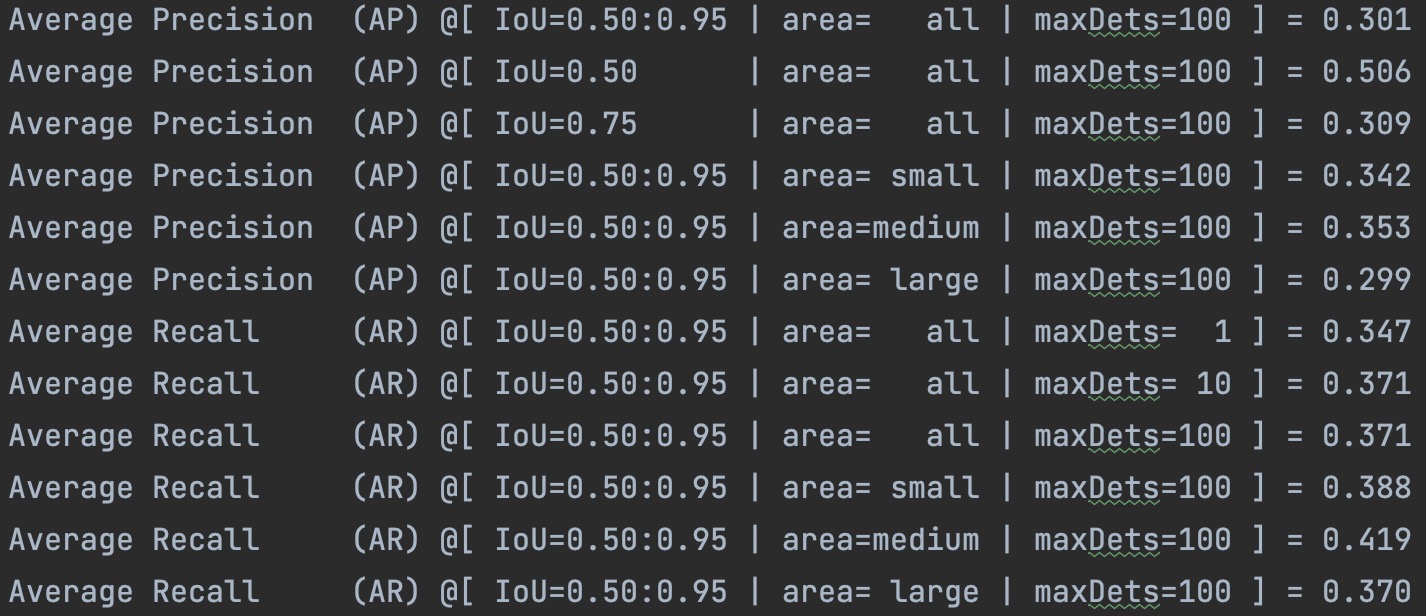 Average Precision  (AP) @[ IoU=0.50:0.95 | area=   all | maxDets=100 ] = 0.301
Average Precision  (AP) @[ IoU=0.50      | area=   all | maxDets=100 ] = 0.506
Average Precision  (AP) @[ IoU=0.75      | area=   all | maxDets=100 ] = 0.309
Average Precision  (AP) @[ IoU=0.50:0.95 | area= small | maxDets=100 ] = 0.342
Average Precision  (AP) @[ IoU=0.50:0.95 | area=medium | maxDets=100 ] = 0.353
Average Precision  (AP) @[ IoU=0.50:0.95 | area= large | maxDets=100 ] = 0.299
Average Recall     (AR) @[ IoU=0.50:0.95 | area=   all | maxDets=  1 ] = 0.347
Average Recall     (AR) @[ IoU=0.50:0.95 | area=   all | maxDets= 10 ] = 0.371
Average Recall     (AR) @[ IoU=0.50:0.95 | area=   all | maxDets=100 ] = 0.371
Average Recall     (AR) @[ IoU=0.50:0.95 | area= small | maxDets=100 ] = 0.388
Average Recall     (AR) @[ IoU=0.50:0.95 | area=medium | maxDets=100 ] = 0.419
Average Recall     (AR) @[ IoU=0.50:0.95 | area= large | maxDets=100 ] = 0.370